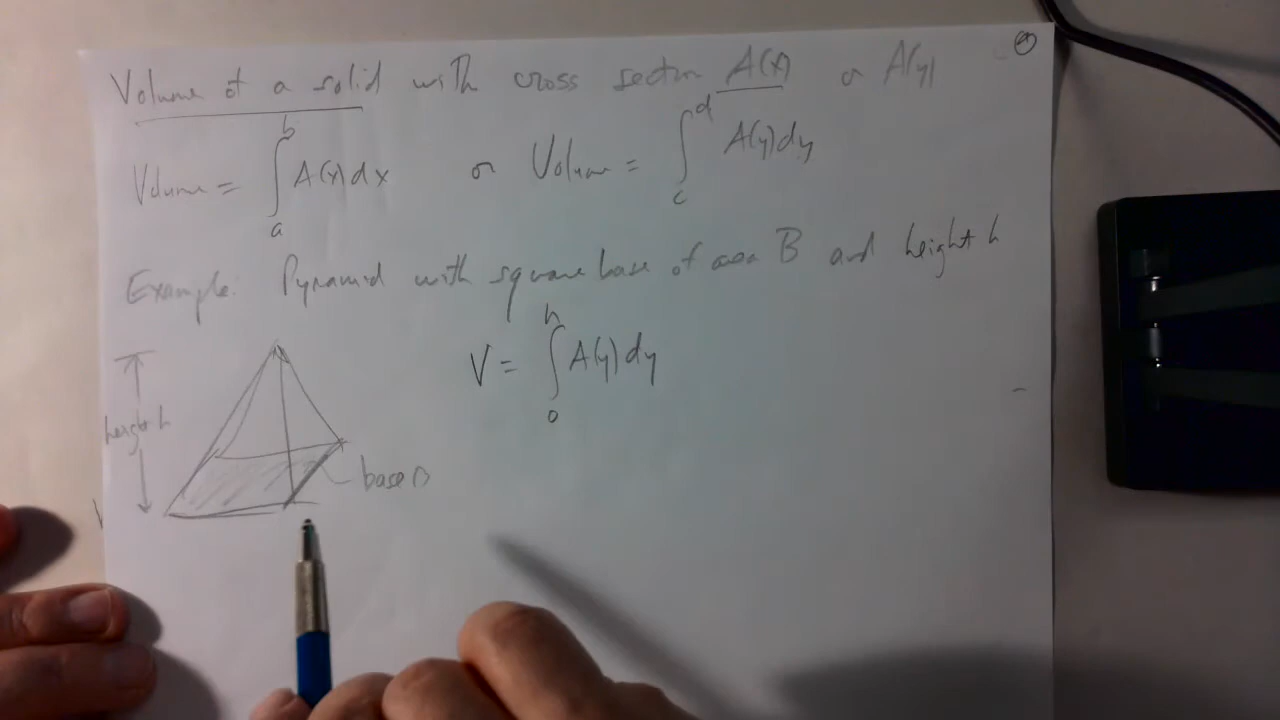 Volume of a solid with cross section A(x) or A(y)
Volume = ∫_a^b A(x) dx or Volume = ∫_c^d A(y) dy
Example: Pyramid with square base of area B and height h
V = ∫_0^h A(y) dy
height h
base B